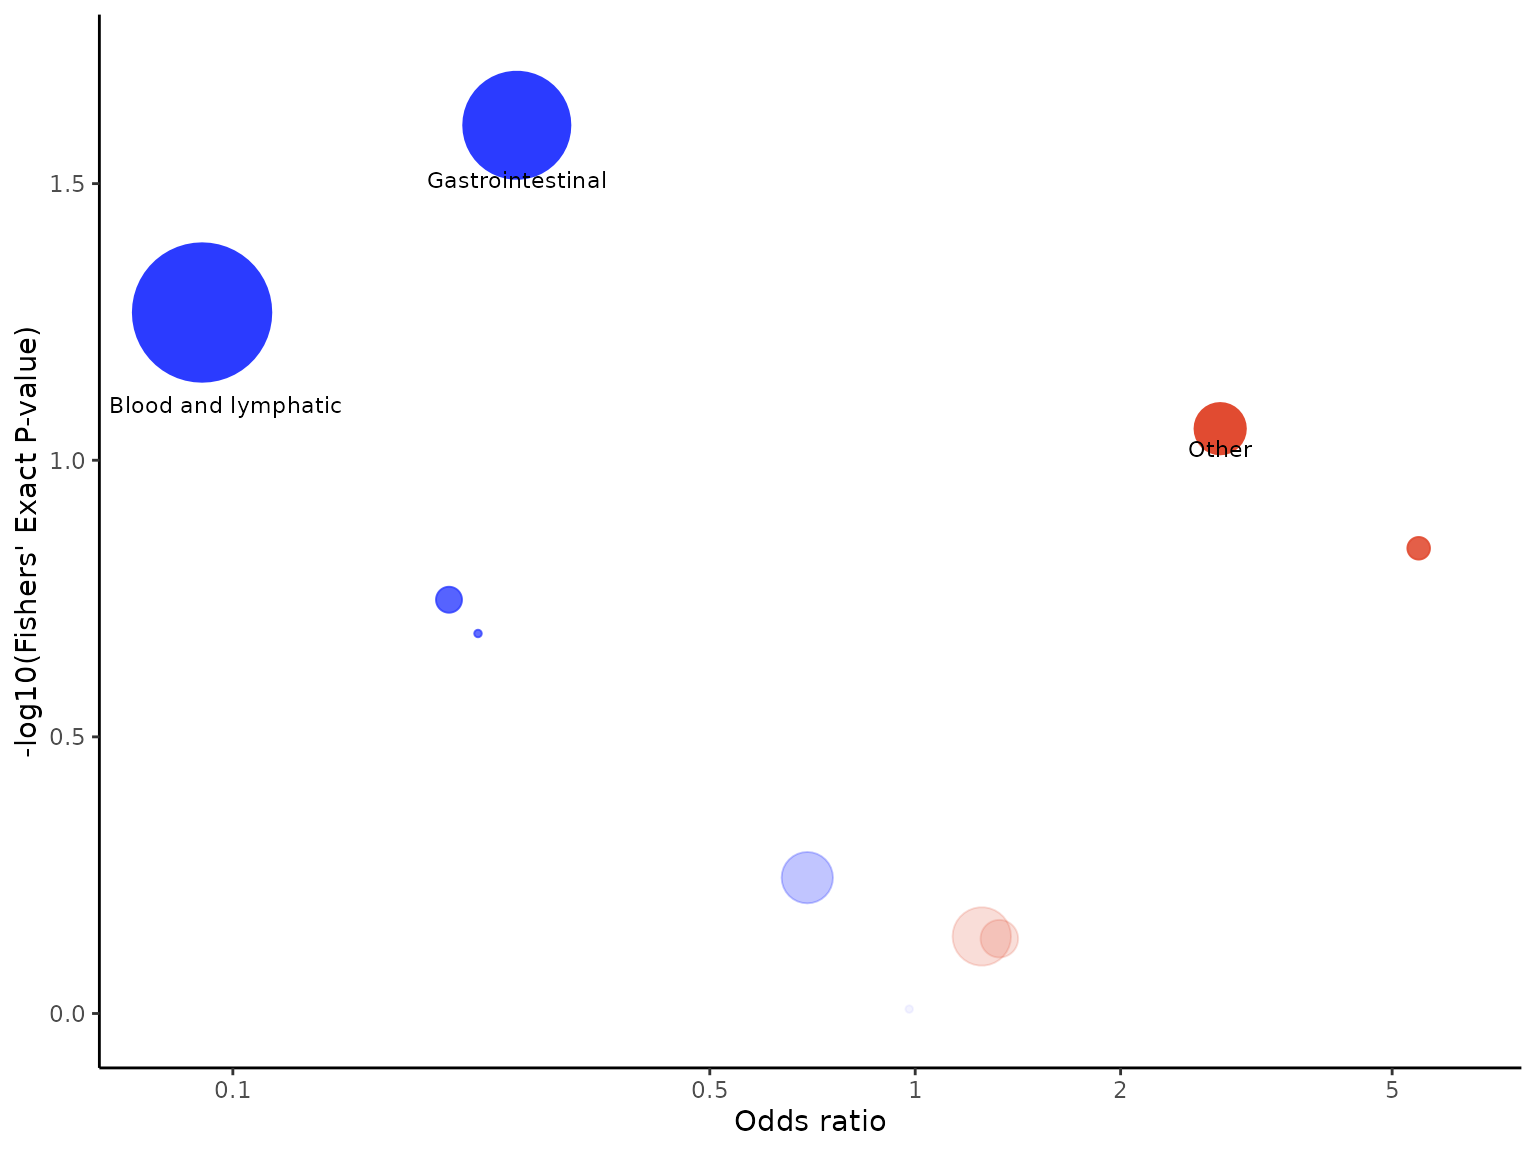 Gastrointestinal
1.5
Blood and lymphatic
Other
1.0
0.5
0.0
-log10(Fishers' Exact P-value)
0.1 0.5 1 2 5
Odds ratio